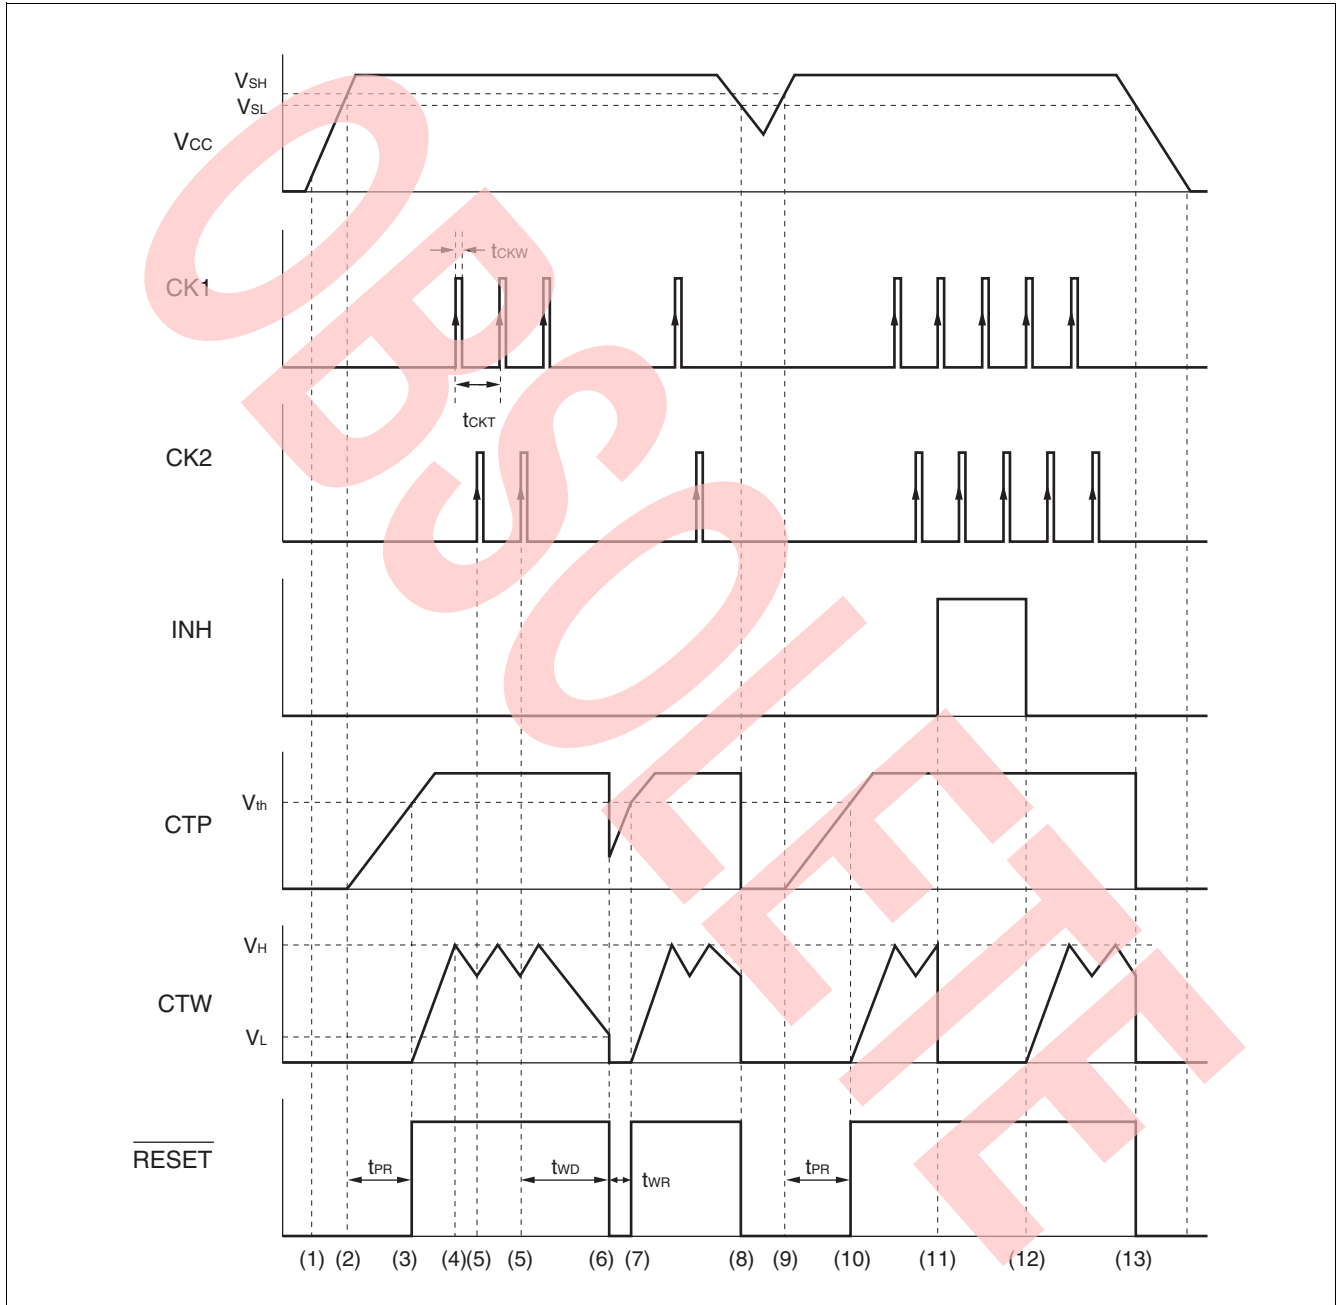 VSH
VSL
VCC
tCKW
CK1
tCKT
CK2
INH
Vth
CTP
VH
CTW
VL
RESET
tPR
tWD
tWR
tPR
(1) (2) (3) (4) (5) (5) (6) (7) (8) (9) (10) (11) (12) (13)
OBSOLETE